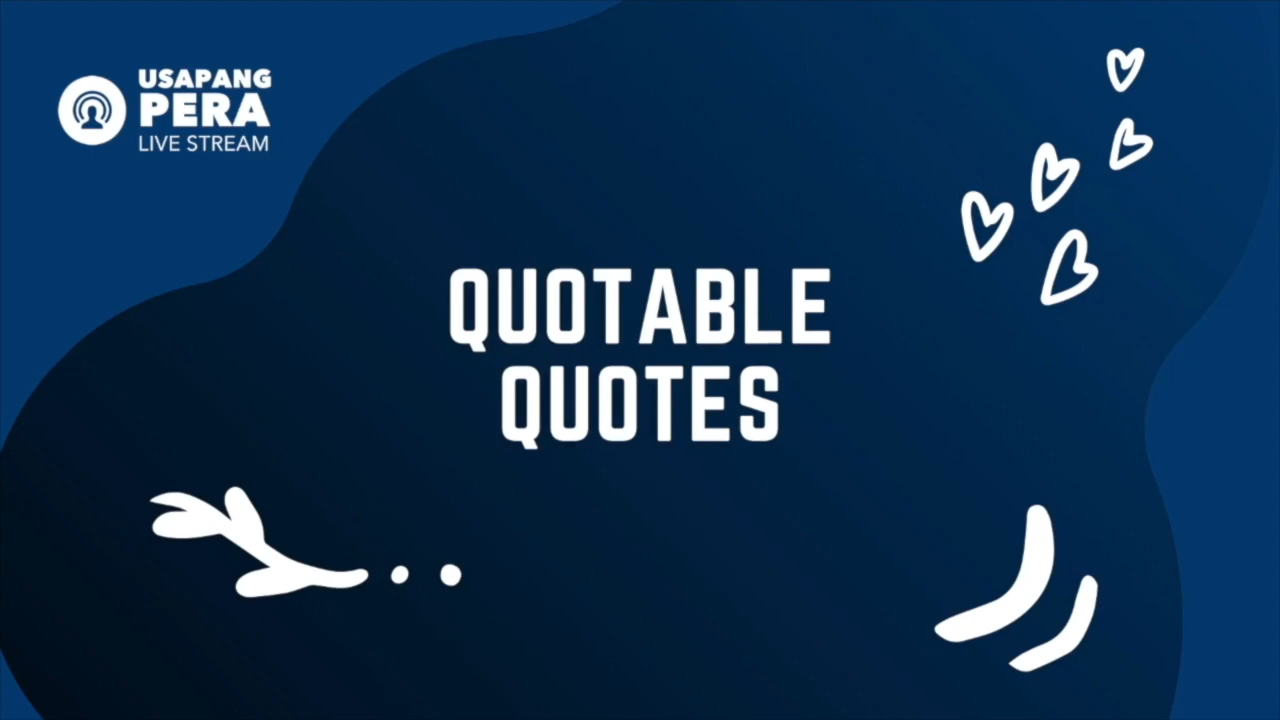 USAPANG
PERA
LIVE STREAM
QUOTABLE
QUOTES